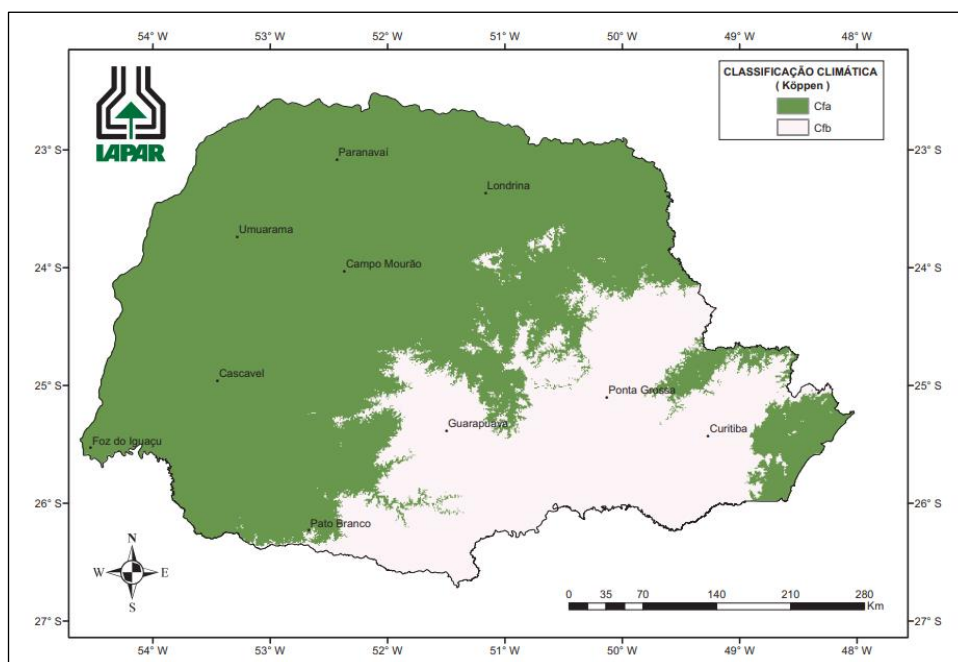 54° W 53° W 52° W 51° W 50° W 49° W 48° W
CLASSIFICAÇÃO CLIMÁTICA
( Köppen )
Cfa
Cfb
IAPAR
23° S
23° S
Paranavaí
Londrina
Umuarama
24° S
24° S
Campo Mourão
25° S
25° S
Cascavel
Ponta Grossa
Guarapuava
Curitiba
Foz do Iguaçu
26° S
26° S
Pato Branco
N
W E
S
0 35 70 140 210 280
Km
27° S
27° S
54° W 53° W 52° W 51° W 50° W 49° W 48° W